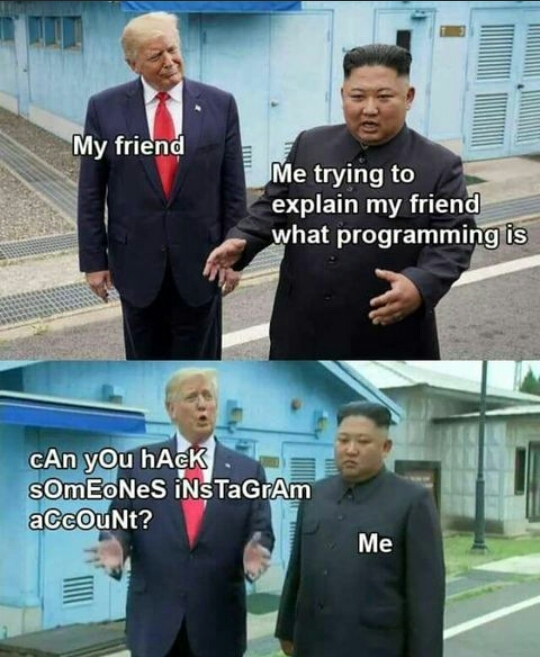 My friend
Me trying to
explain my friend
what programming is
cAn yOu hAcK
sOmEoNeS iNsTaGrAm
aCcOuNt?
Me